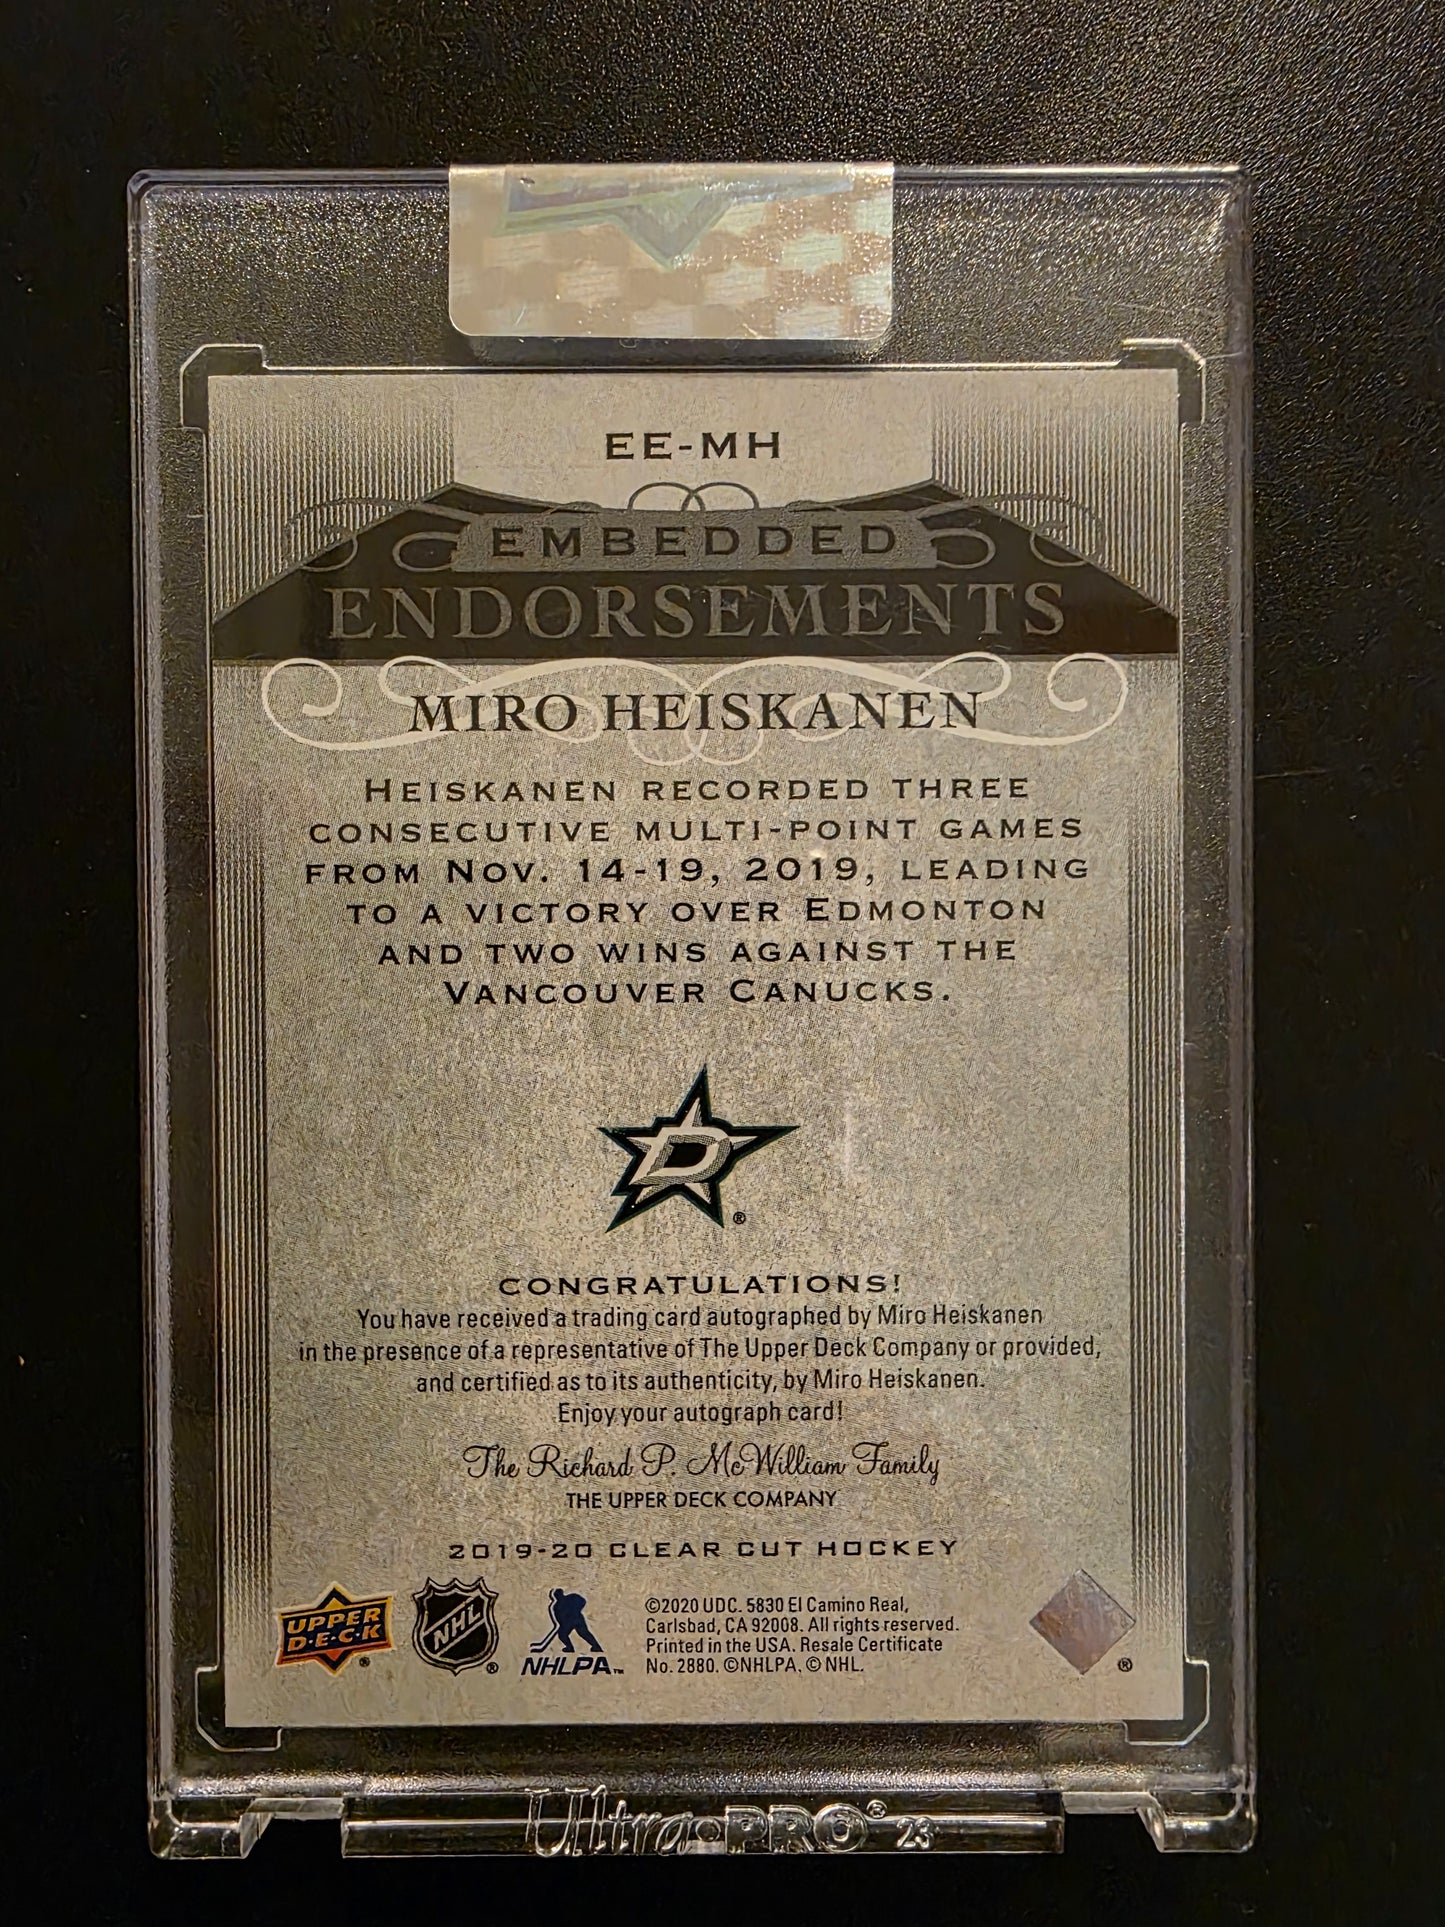 EE-MH
EMBEDDED
ENDORSEMENTS
MIRO HEISKANEN
HEISKANEN RECORDED THREE
CONSECUTIVE MULTI-POINT GAMES
FROM NOV. 14-19, 2019, LEADING
TO A VICTORY OVER EDMONTON
AND TWO WINS AGAINST THE
VANCOUVER CANUCKS.
D
®
CONGRATULATIONS!
You have received a trading card autographed by Miro Heiskanen
in the presence of a representative of The Upper Deck Company or provided,
and certified as to its authenticity, by Miro Heiskanen.
Enjoy your autograph card!
The Richard P. McWilliam Family
THE UPPER DECK COMPANY
2019-20 CLEAR CUT HOCKEY
UPPER
D·E·C·K
®
NHL
®
NHLPA™
©2020 UDC. 5830 El Camino Real,
Carlsbad, CA 92008. All rights reserved.
Printed in the USA. Resale Certificate
No. 2880. ©NHLPA. © NHL.
®
Ultra·PRO® 23